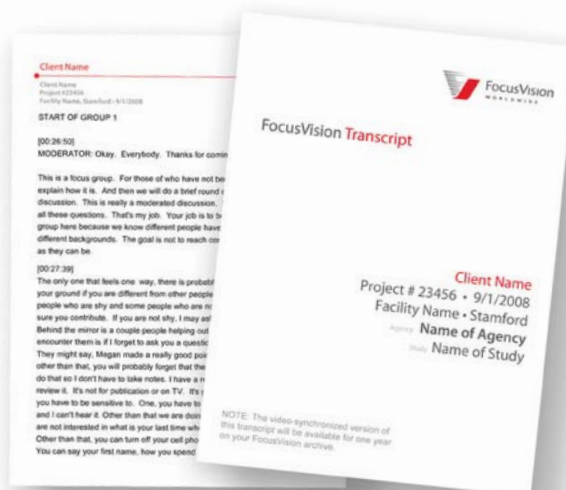 Client Name
Client Name
Project #23456
Facility Name, Stamford - 9/1/2008
START OF GROUP 1
[00:26:50]
MODERATOR: Okay. Everybody. Thanks for comin
This is a focus group. For those of who have not be
explain how it is. And then we will do a brief round
discussion. This is really a moderated discussion.
all these questions. That's my job. Your job is to b
group here because we know different people have
different backgrounds. The goal is not to reach con
as they can be.
[00:27:39]
The only one that feels one way, there is probabl
your ground if you are different from other people
people who are shy and some people who are no
sure you contribute. If you are not shy, I may as
Behind the mirror is a couple people helping out
encounter them is if I forget to ask you a questio
They might say, Megan made a really good poi
other than that, you will probably forget that the
do that so I don't have to take notes. I have a r
review it. It's not for publication or on TV. It's
you have to be sensitive to. One, you have to
and I can't hear it. Other than that we are doin
are not interested in what is your last time wh
Other than that, you can turn off your cell pho
You can say your first name, how you spend
FocusVision
WORLDWIDE
FocusVision Transcript
Client Name
Project # 23456 • 9/1/2008
Facility Name • Stamford
Agency Name of Agency
Study Name of Study
NOTE: The video-synchronized version of
this transcript will be available for one year
on your FocusVision archive.